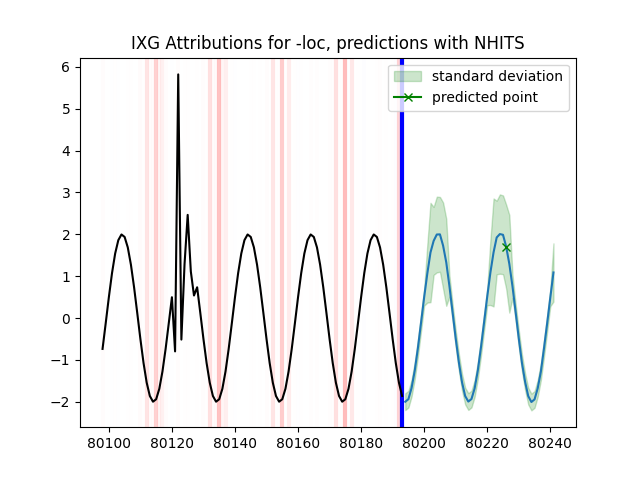 IXG Attributions for -loc, predictions with NHITS
standard deviation
predicted point
6
5
4
3
2
1
0
−1
−2
80100 80120 80140 80160 80180 80200 80220 80240